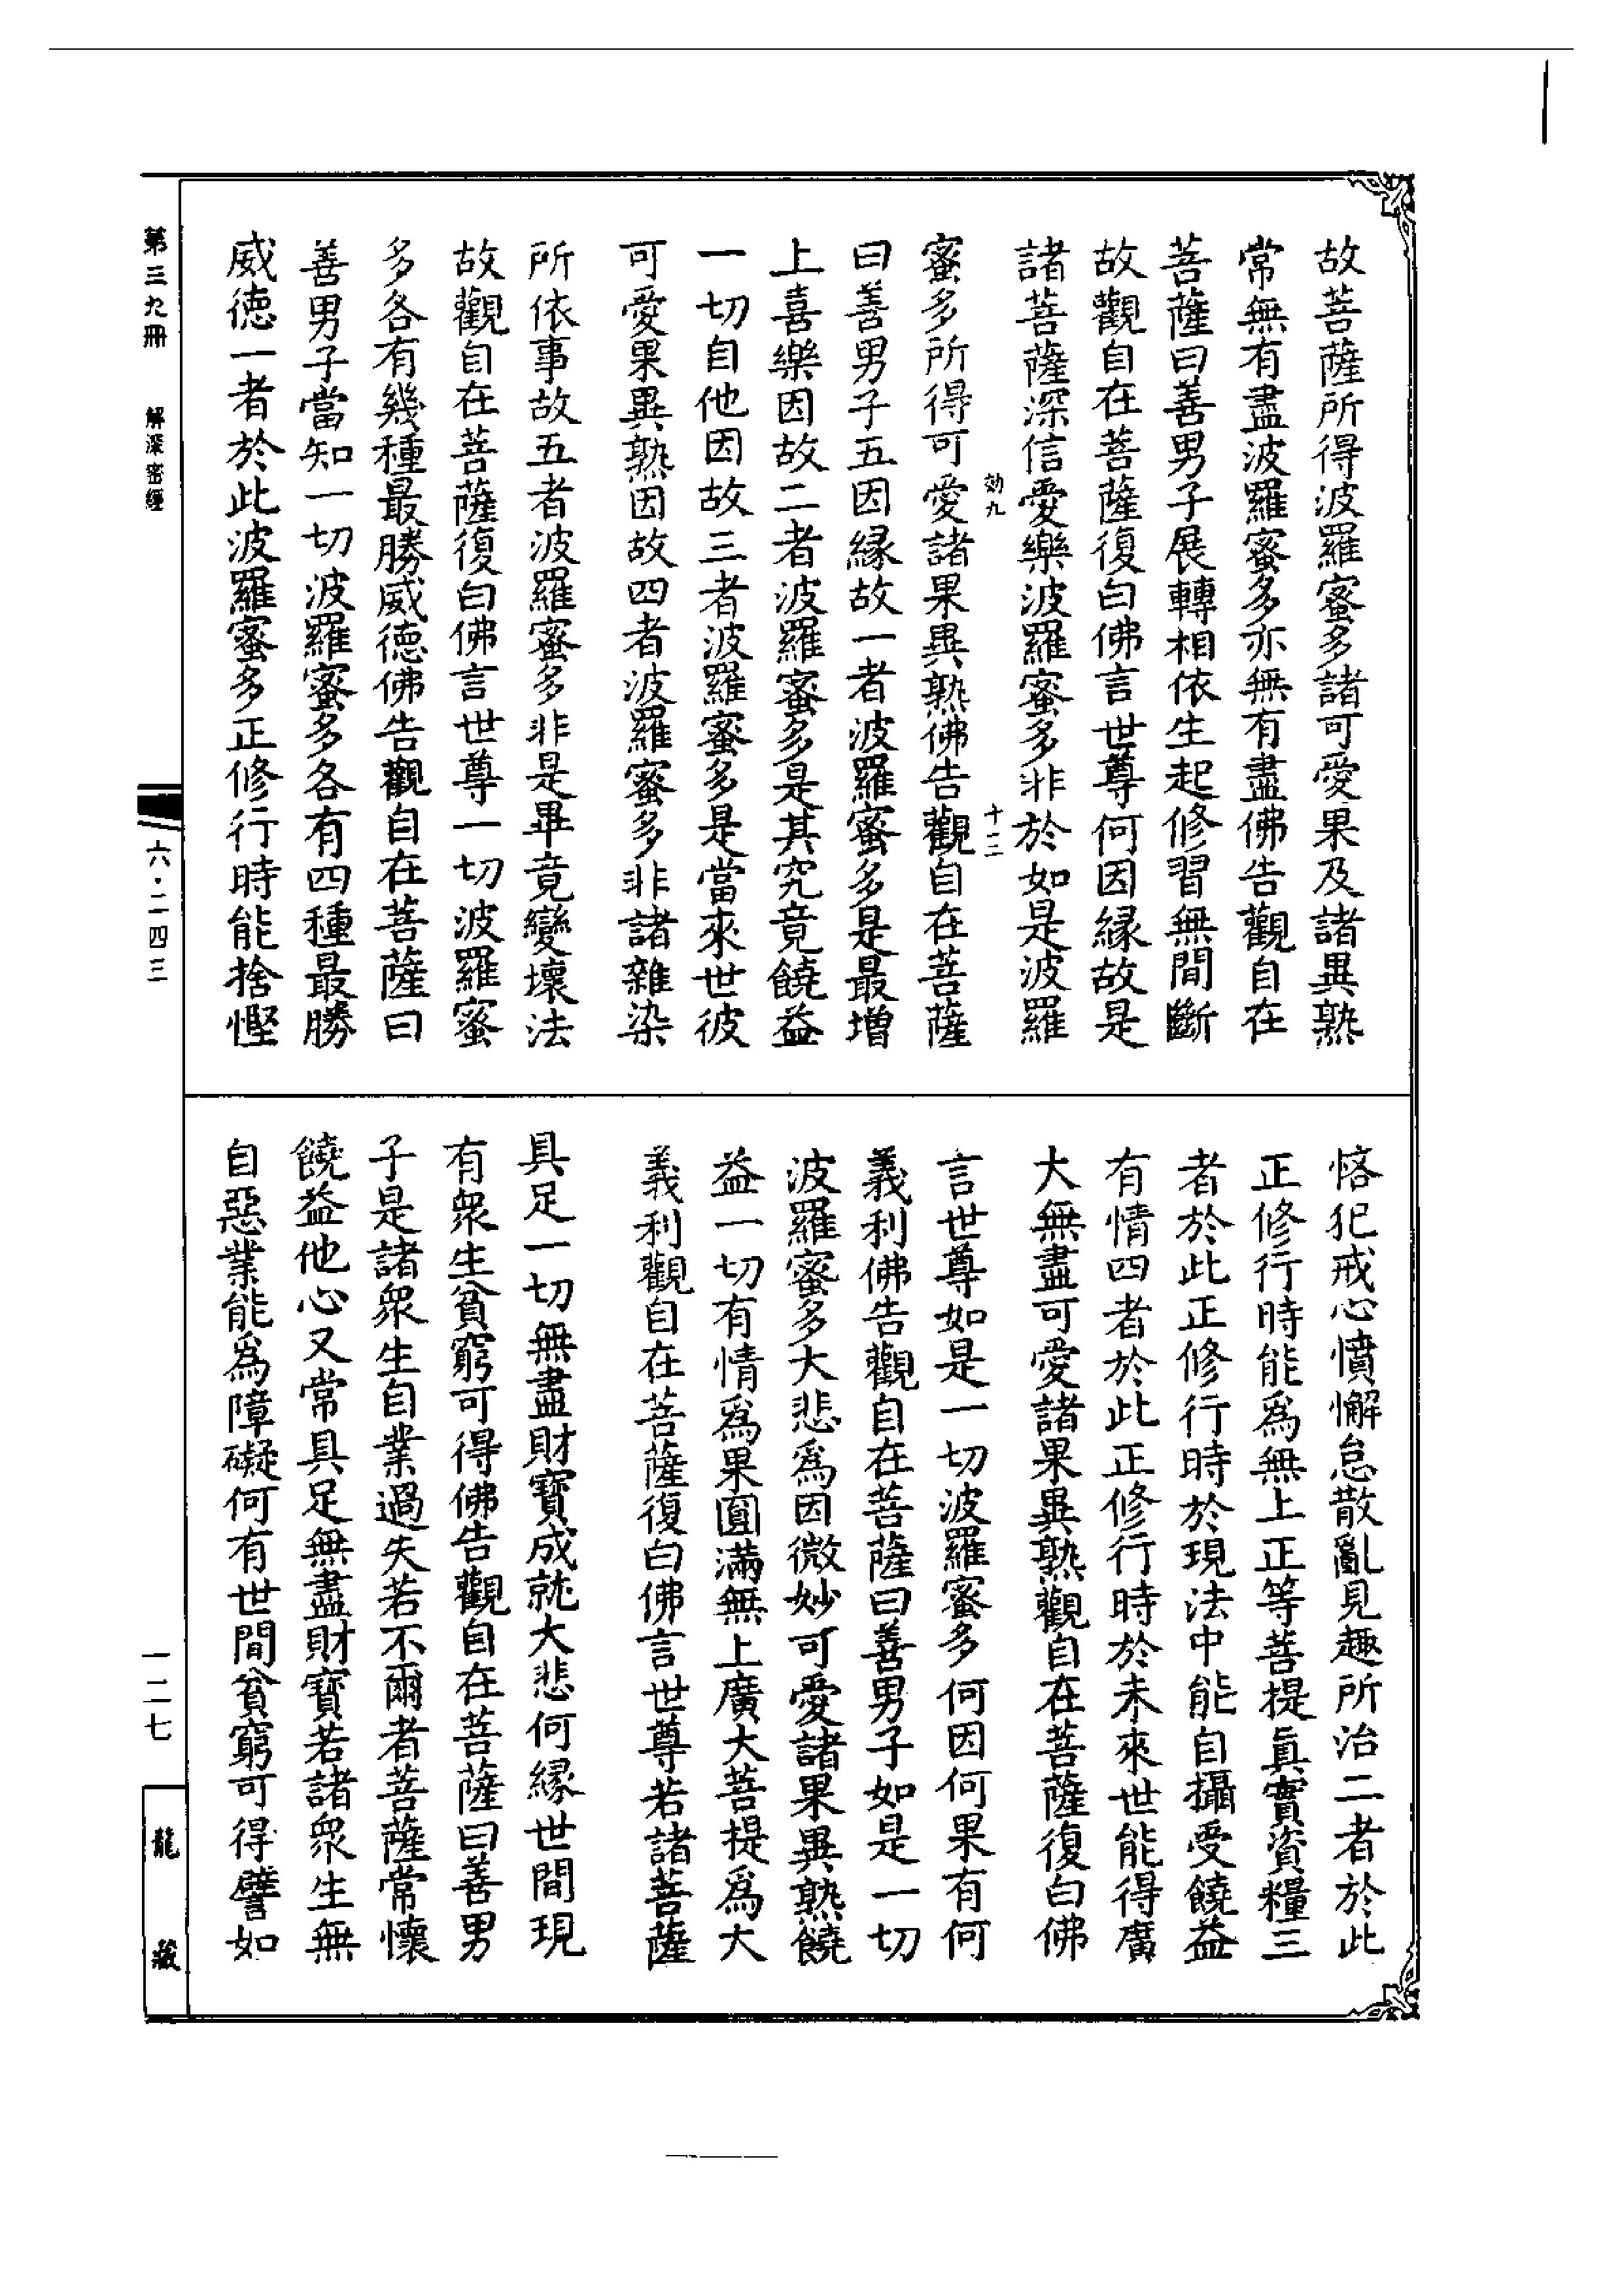 故菩薩所得波羅蜜多諸可愛果及諸異熟
常無有盡波羅蜜多亦無有盡佛告觀自在
菩薩曰善男子展轉相依生起修習無間斷
故觀自在菩薩復白佛言世尊何因緣故是
諸菩薩深信愛樂波羅蜜多非於如是波羅
効九 十二
蜜多所得可愛諸果異熟佛告觀自在菩薩
曰善男子五因緣故一者波羅蜜多是最增
上喜樂因故二者波羅蜜多是其究竟饒益
一切自他因故三者波羅蜜多是當來世彼
可愛果異熟因故四者波羅蜜多非諸雜染
所依事故五者波羅蜜多非是畢竟變壞法
故觀自在菩薩復白佛言世尊一切波羅蜜
多各有幾種最勝威德佛告觀自在菩薩曰
善男子當知一切波羅蜜多各有四種最勝
威德一者於此波羅蜜多正修行時能捨慳
悋犯戒心憤懈怠散亂見趣所治二者於此
正修行時能爲無上正等菩提眞實資糧三
者於此正修行時於現法中能自攝受饒益
有情四者於此正修行時於未來世能得廣
大無盡可愛諸果異熟觀自在菩薩復白佛
言世尊如是一切波羅蜜多何因何果有何
義利佛告觀自在菩薩曰善男子如是一切
波羅蜜多大悲爲因微妙可愛諸果異熟饒
益一切有情爲果圓滿無上廣大菩提爲大
義利觀自在菩薩復白佛言世尊若諸菩薩
具足一切無盡財寶成就大悲何緣世間現
有衆生貧窮可得佛告觀自在菩薩曰善男
子是諸衆生自業過失若不爾者菩薩常懷
饒益他心又常具足無盡財寶若諸衆生無
自惡業能爲障礙何有世間貧窮可得譬如
第三九冊 解深密經
六·二四三
一二七
龍藏